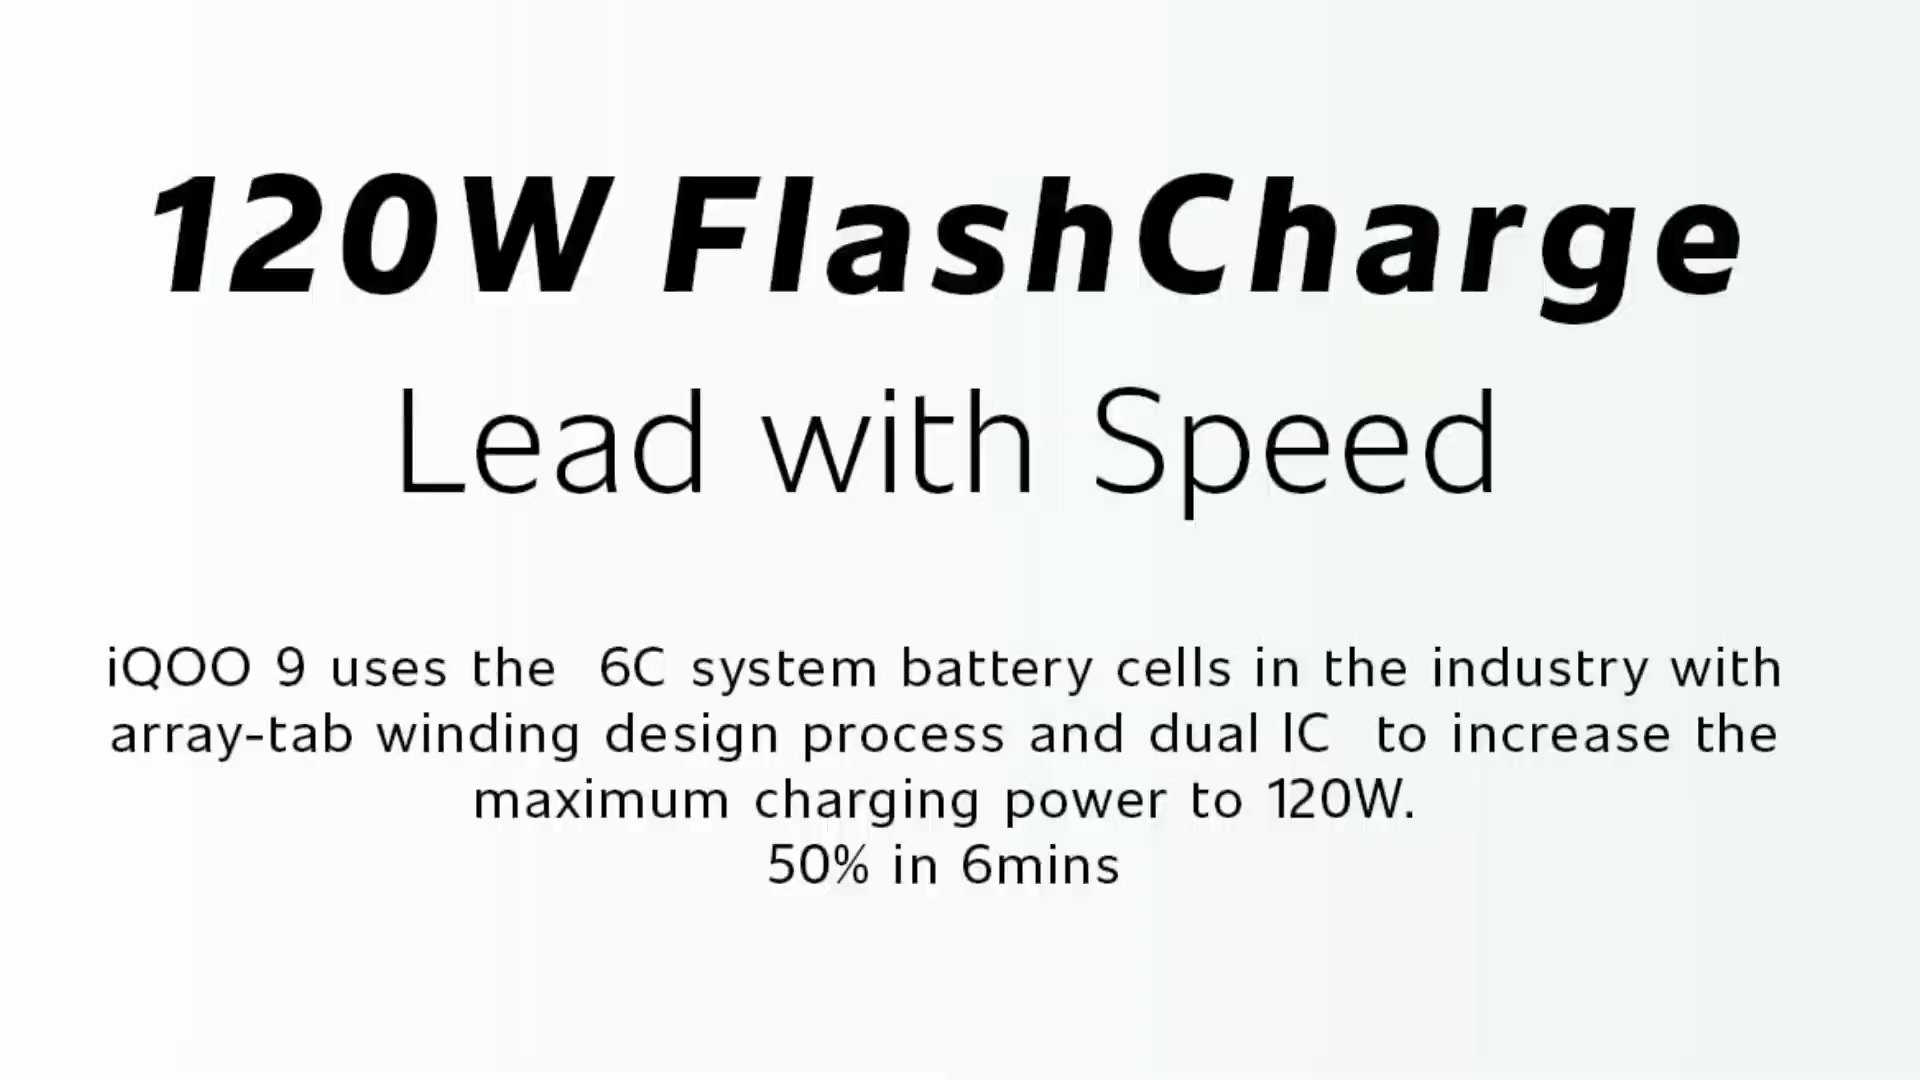 120W FlashCharge
Lead with Speed
iQOO 9 uses the 6C system battery cells in the industry with
array-tab winding design process and dual IC to increase the
maximum charging power to 120W.
50% in 6mins